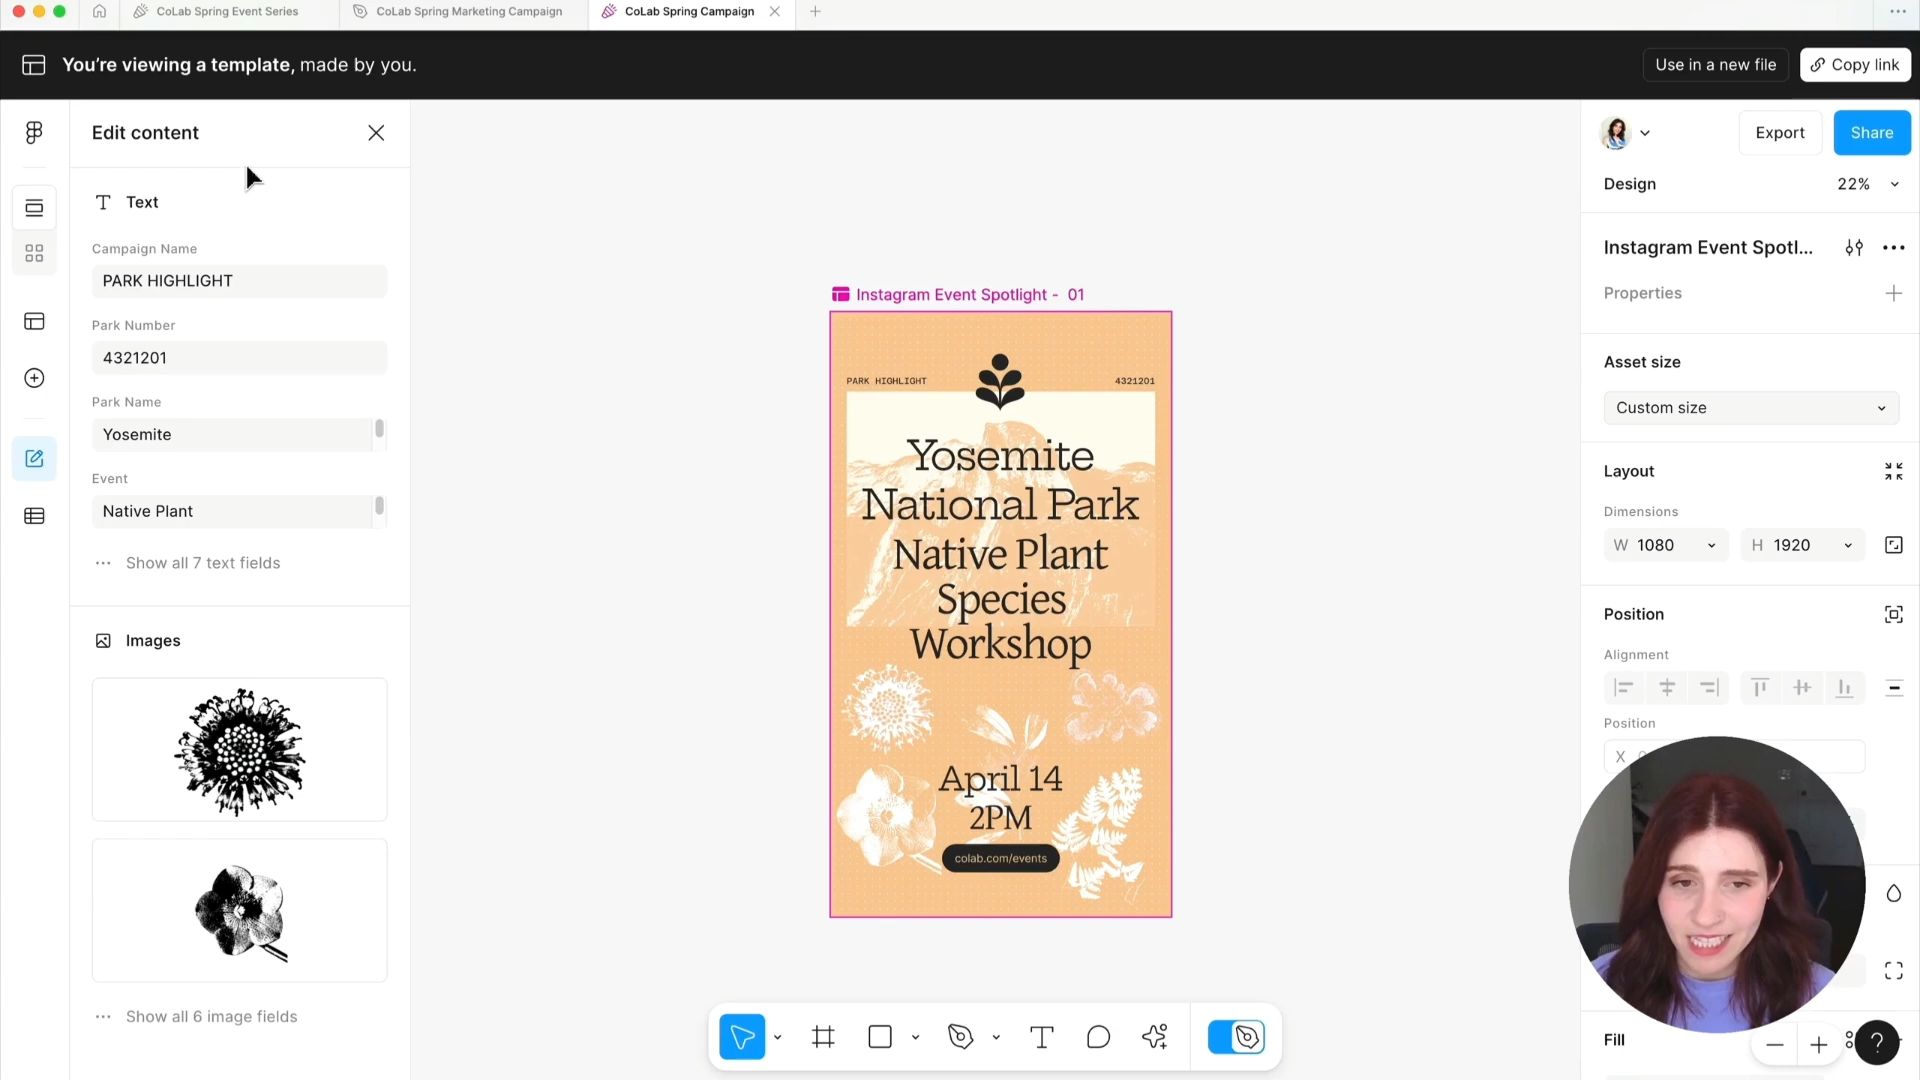 CoLab Spring Event Series
CoLab Spring Marketing Campaign
CoLab Spring Campaign
You're viewing a template, made by you.
Use in a new file
Copy link
Edit content
Text
Campaign Name
PARK HIGHLIGHT
Park Number
4321201
Park Name
Yosemite
Event
Native Plant
Show all 7 text fields
Images
Show all 6 image fields
Instagram Event Spotlight - 01
PARK HIGHLIGHT
4321201
Yosemite
National Park
Native Plant
Species
Workshop
April 14
2PM
colab.com/events
Export
Share
Design
22%
Instagram Event Spotl...
Properties
Asset size
Custom size
Layout
Dimensions
W 1080
H 1920
Position
Alignment
Position
X
Fill
?